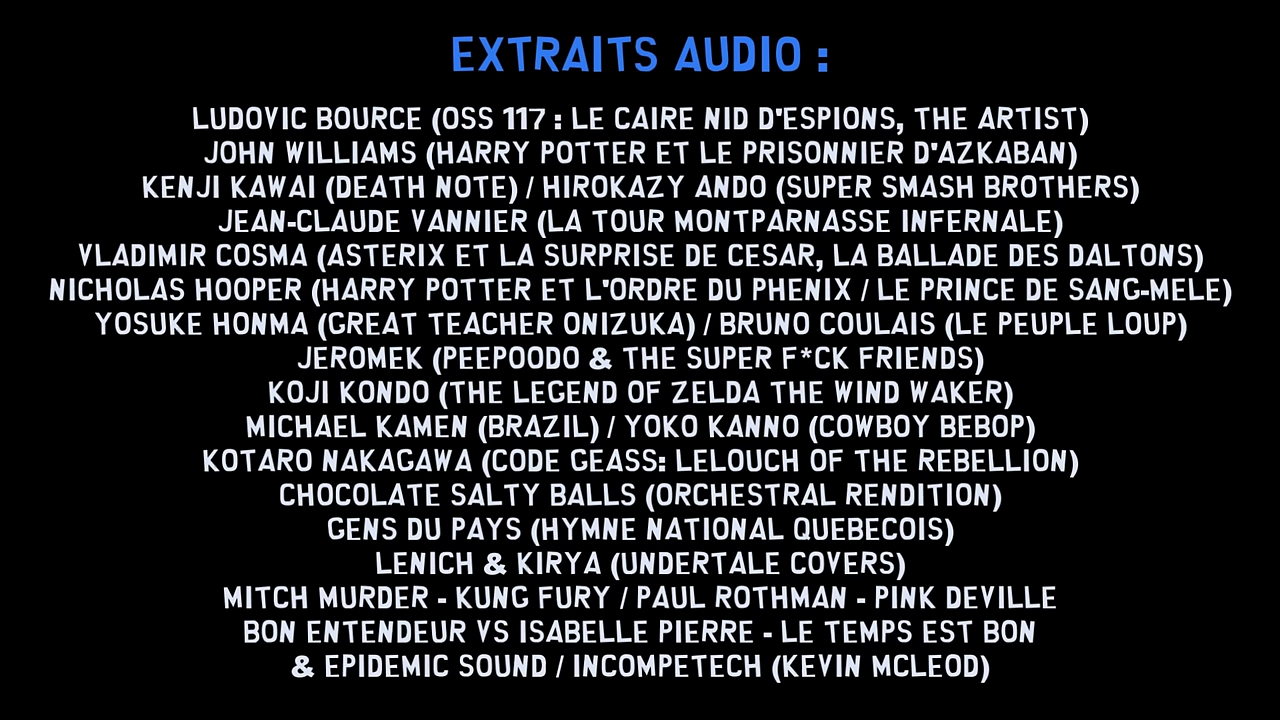 EXTRAITS AUDIO :
LUDOVIC BOURCE (OSS 117 : LE CAIRE NID D'ESPIONS, THE ARTIST)
JOHN WILLIAMS (HARRY POTTER ET LE PRISONNIER D'AZKABAN)
KENJI KAWAI (DEATH NOTE) / HIROKAZY ANDO (SUPER SMASH BROTHERS)
JEAN-CLAUDE VANNIER (LA TOUR MONTPARNASSE INFERNALE)
VLADIMIR COSMA (ASTERIX ET LA SURPRISE DE CESAR, LA BALLADE DES DALTONS)
NICHOLAS HOOPER (HARRY POTTER ET L'ORDRE DU PHENIX / LE PRINCE DE SANG-MELE)
YOSUKE HONMA (GREAT TEACHER ONIZUKA) / BRUNO COULAIS (LE PEUPLE LOUP)
JEROMEK (PEEPOODO & THE SUPER F*CK FRIENDS)
KOJI KONDO (THE LEGEND OF ZELDA THE WIND WAKER)
MICHAEL KAMEN (BRAZIL) / YOKO KANNO (COWBOY BEBOP)
KOTARO NAKAGAWA (CODE GEASS: LELOUCH OF THE REBELLION)
CHOCOLATE SALTY BALLS (ORCHESTRAL RENDITION)
GENS DU PAYS (HYMNE NATIONAL QUEBECOIS)
LENICH & KIRYA (UNDERTALE COVERS)
MITCH MURDER - KUNG FURY / PAUL ROTHMAN - PINK DEVILLE
BON ENTENDEUR VS ISABELLE PIERRE - LE TEMPS EST BON
& EPIDEMIC SOUND / INCOMPETECH (KEVIN MCLEOD)